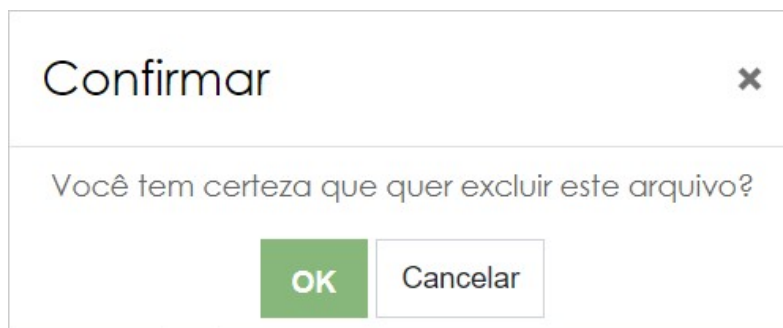 Confirmar
Você tem certeza que quer excluir este arquivo?
OK Cancelar